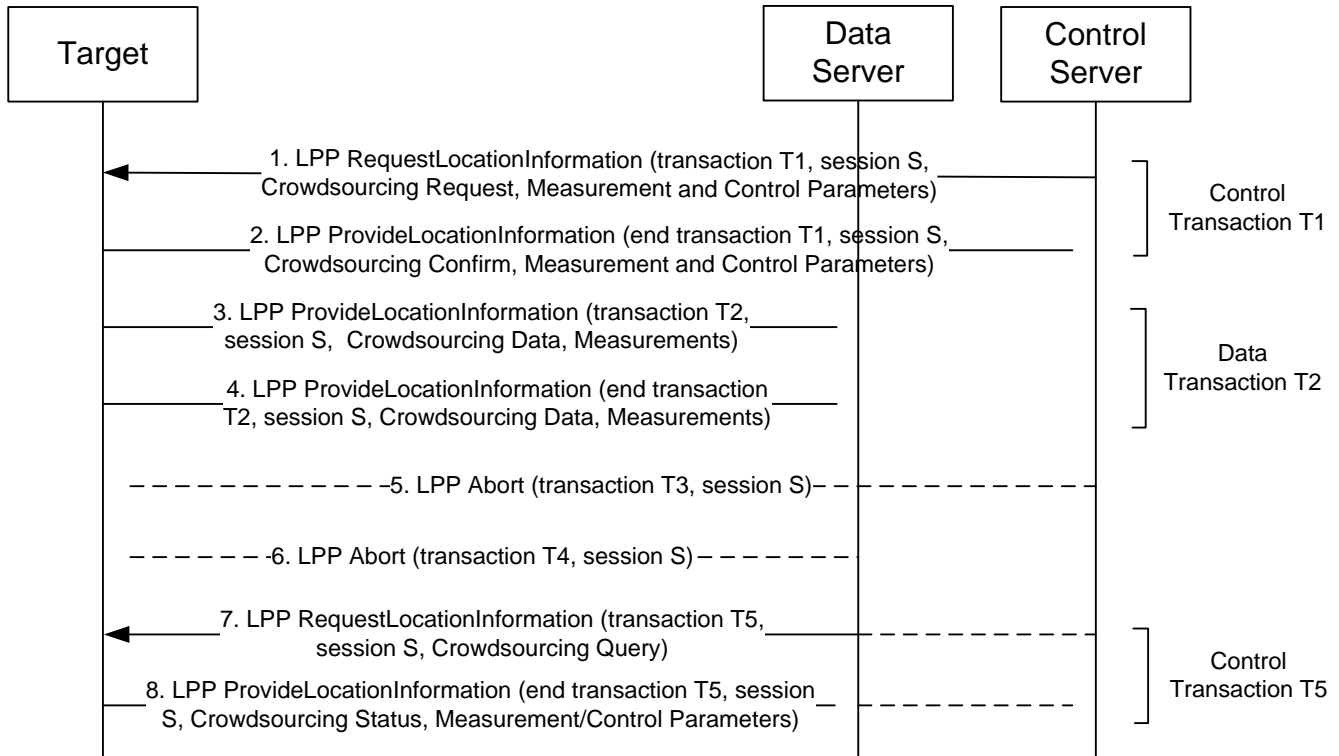 Target
Data
Server
Control
Server
1. LPP RequestLocationInformation (transaction T1, session S,
Crowdsourcing Request, Measurement and Control Parameters)
2. LPP ProvideLocationInformation (end transaction T1, session S,
Crowdsourcing Confirm, Measurement and Control Parameters)
Control
Transaction T1
3. LPP ProvideLocationInformation (transaction T2,
session S, Crowdsourcing Data, Measurements)
4. LPP ProvideLocationInformation (end transaction
T2, session S, Crowdsourcing Data, Measurements)
Data
Transaction T2
5. LPP Abort (transaction T3, session S)
6. LPP Abort (transaction T4, session S)
7. LPP RequestLocationInformation (transaction T5,
session S, Crowdsourcing Query)
8. LPP ProvideLocationInformation (end transaction T5, session
S, Crowdsourcing Status, Measurement/Control Parameters)
Control
Transaction T5